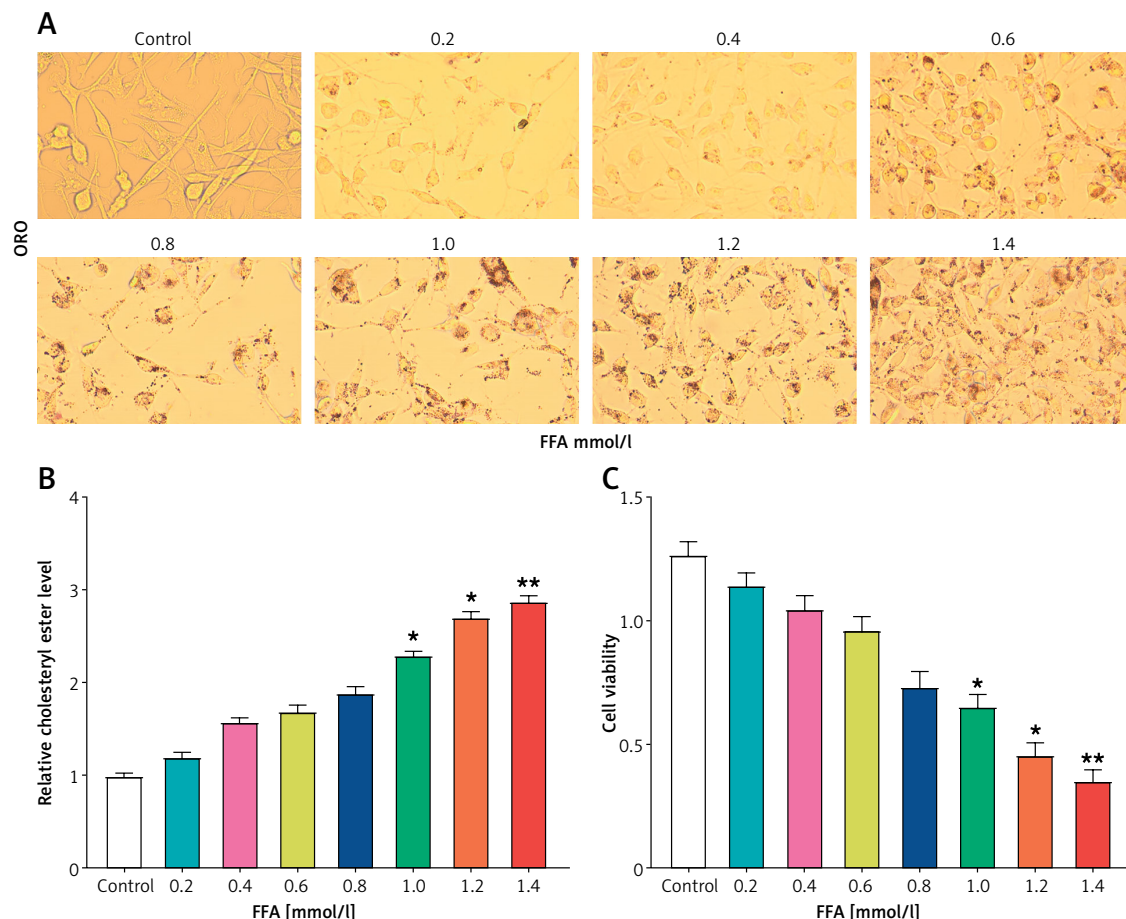 A
Control 0.2 0.4 0.6
ORO
0.8 1.0 1.2 1.4
FFA mmol/l
B
Relative cholesteryl ester level
4
3
2
1
0
* * **
Control 0.2 0.4 0.6 0.8 1.0 1.2 1.4
FFA [mmol/l]
C
Cell viability
1.5
1.0
0.5
0
* * **
Control 0.2 0.4 0.6 0.8 1.0 1.2 1.4
FFA [mmol/l]